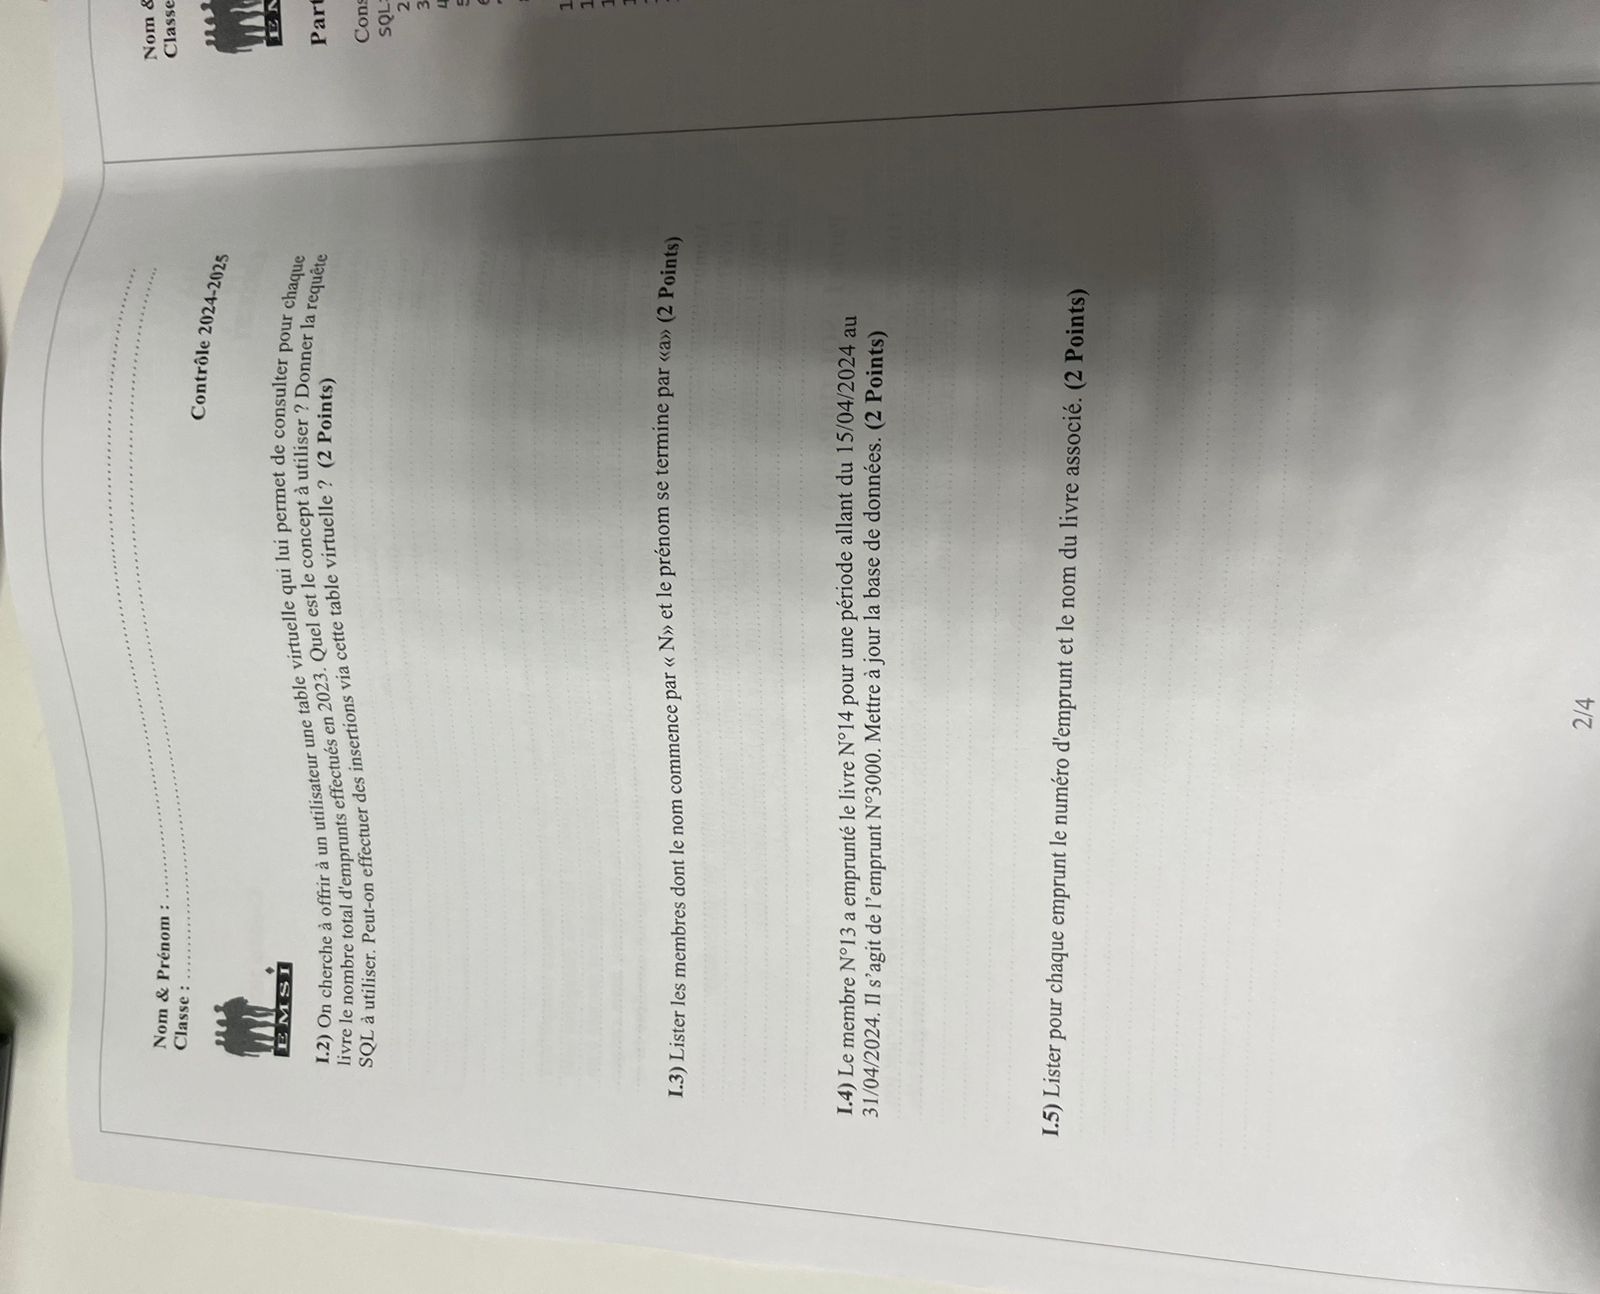 Nom & Prénom : ........................................................................
Classe : ........................................................................
Contrôle 2024-2025
EMSI
I.2) On cherche à offrir à un utilisateur une table virtuelle qui lui permet de consulter pour chaque
livre le nombre total d'emprunts effectués en 2023. Quel est le concept à utiliser ? Donner la requête
SQL à utiliser. Peut-on effectuer des insertions via cette table virtuelle ? (2 Points)
I.3) Lister les membres dont le nom commence par « N» et le prénom se termine par «a» (2 Points)
I.4) Le membre N°13 a emprunté le livre N°14 pour une période allant du 15/04/2024 au
31/04/2024. Il s’agit de l’emprunt N°3000. Mettre à jour la base de données. (2 Points)
I.5) Lister pour chaque emprunt le numéro d'emprunt et le nom du livre associé. (2 Points)
2/4
Nom &
Classe
Part
Cons
SQL
2
3
4
5